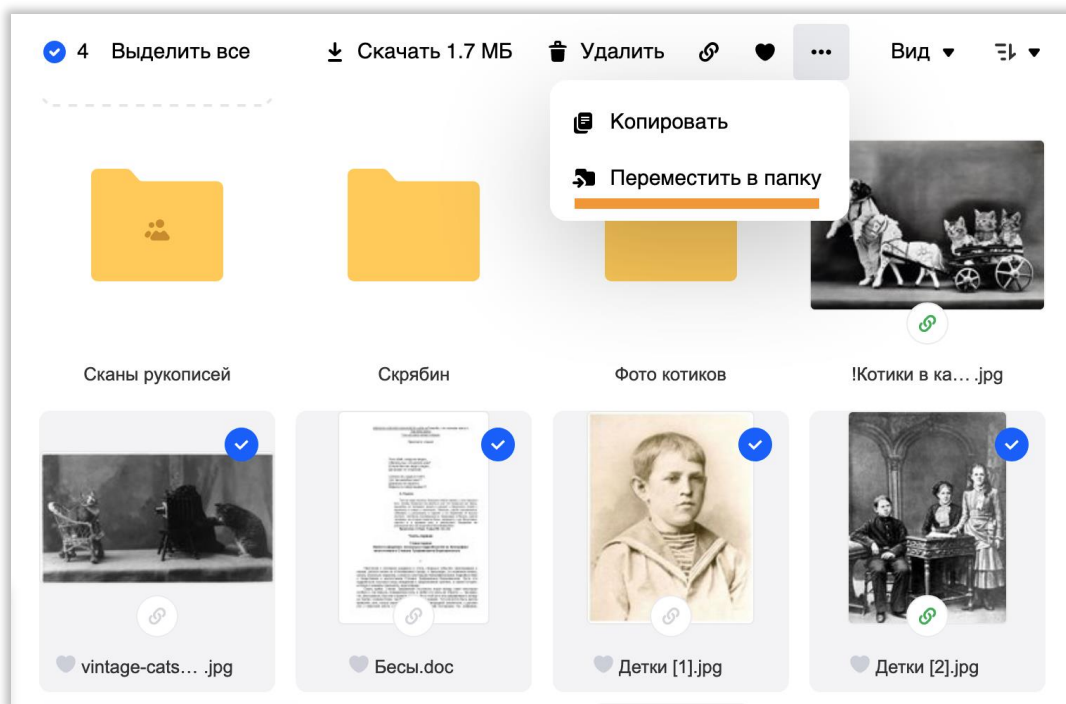 4 Выделить все Скачать 1.7 МБ Удалить Вид
Копировать
Переместить в папку
Сканы рукописей Скрябин Фото котиков !Котики в ка... .jpg
vintage-cats... .jpg Бесы.doc Детки [1].jpg Детки [2].jpg